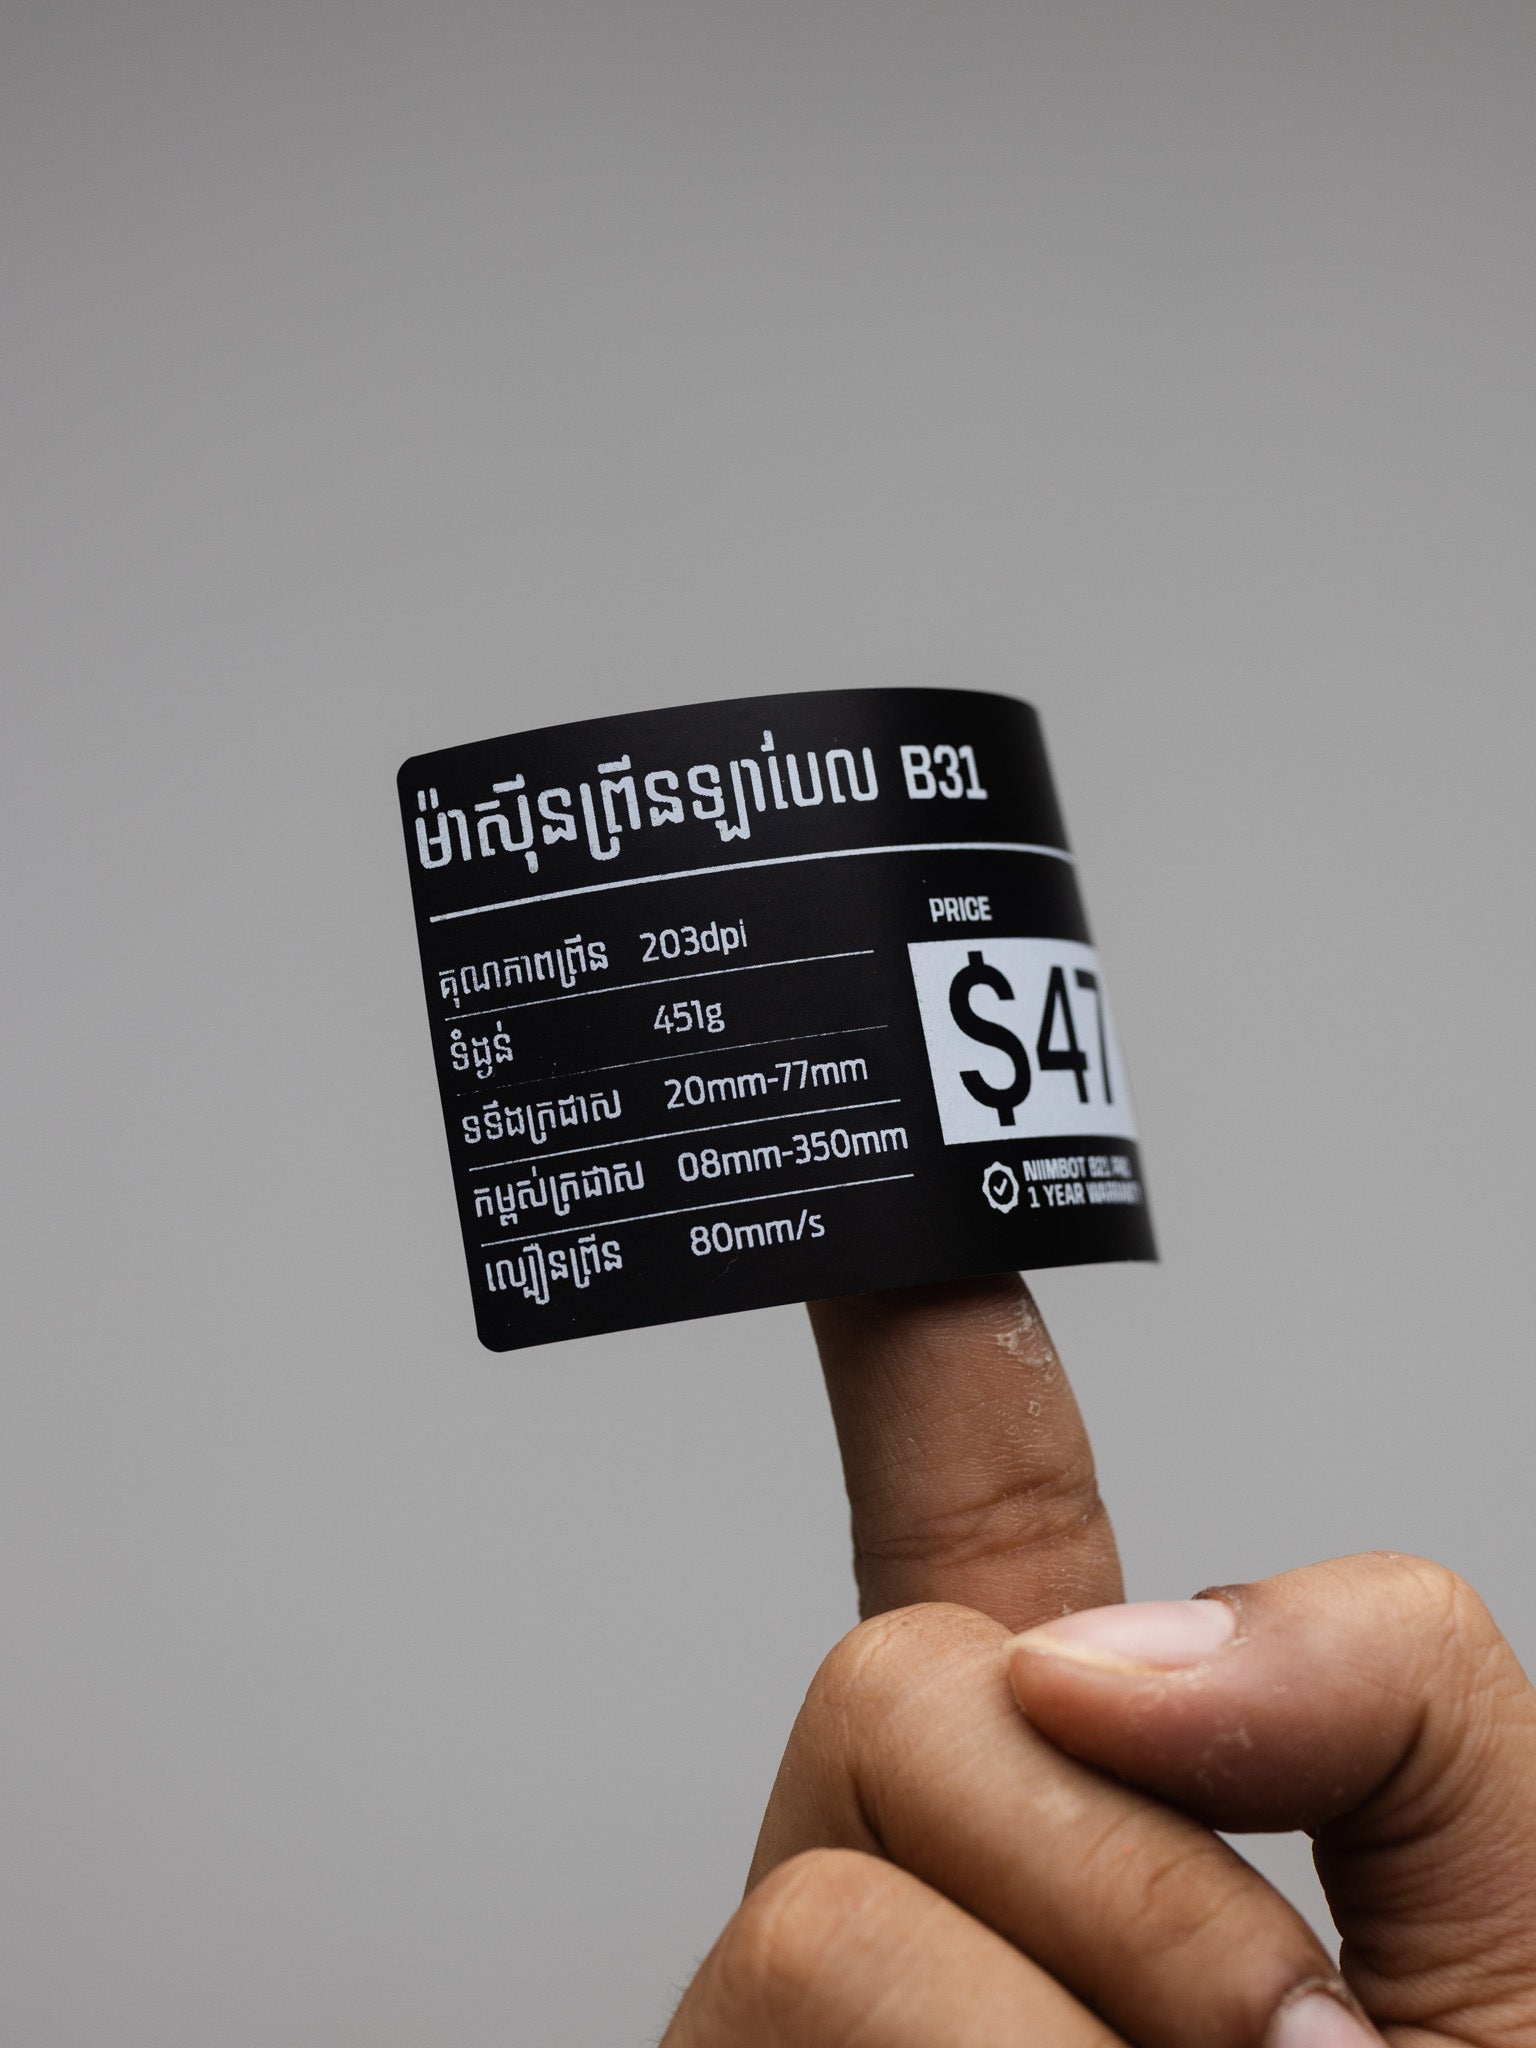 ម៉ាស៊ីនព្រីនឡាប៊ែល B31
គុណភាពព្រីន 203dpi
ទំងន់ 451g
ទទឹងក្រដាស 20mm-77mm
កម្ពស់ក្រដាស 08mm-350mm
ល្បឿនព្រីន 80mm/s
PRICE
$47
NIIMBOT
1 YEAR WARRANTY